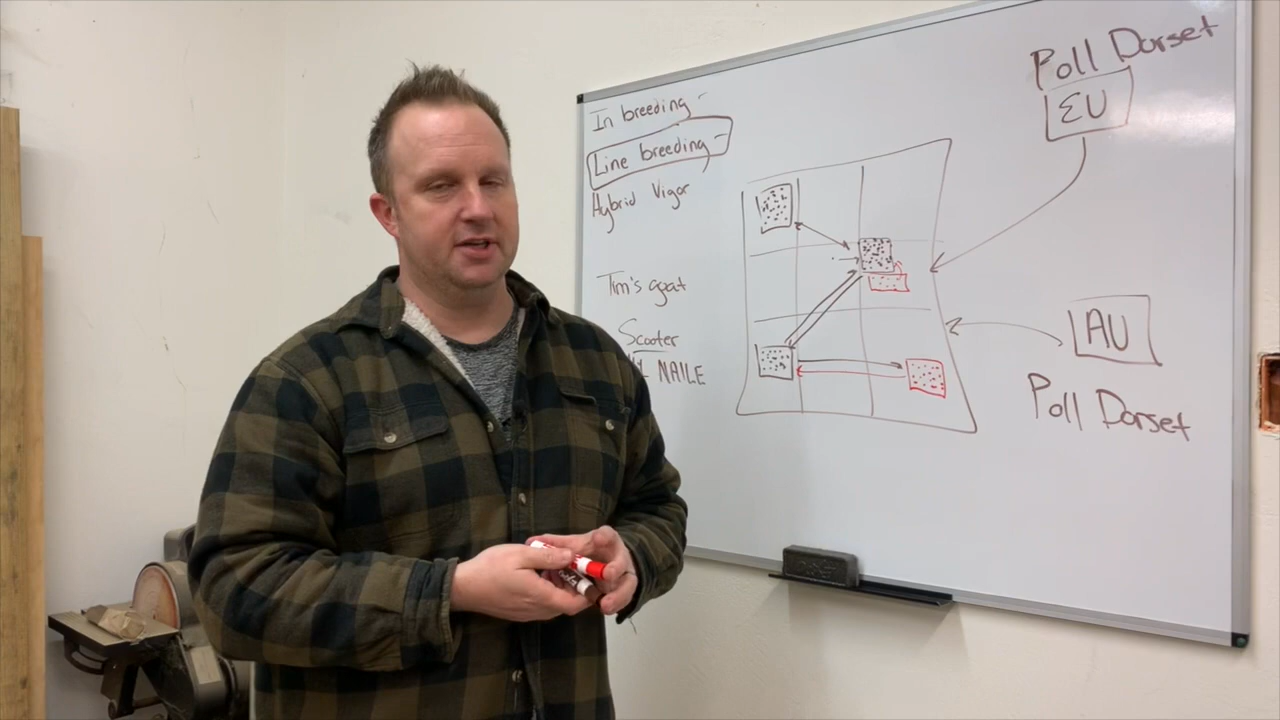 In breeding -
Line breeding -
Hybrid Vigor
Tim's goat
Scooter
NAILE
Poll Dorset
EU
AU
Poll Dorset